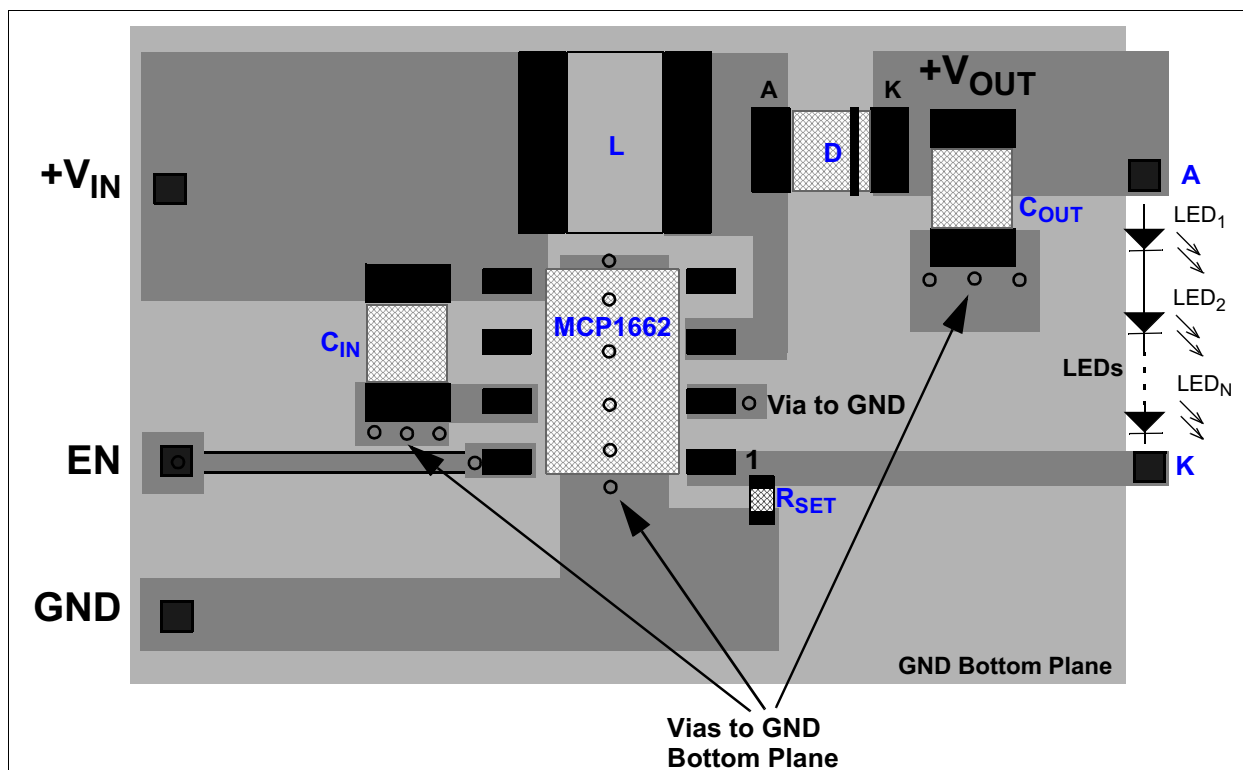 +VOUT
A
K
L
D
+VIN
A
COUT
LED1
MCP1662
LED2
CIN
LEDs
LEDN
Via to GND
EN
1
K
RSET
GND
GND Bottom Plane
Vias to GND
Bottom Plane